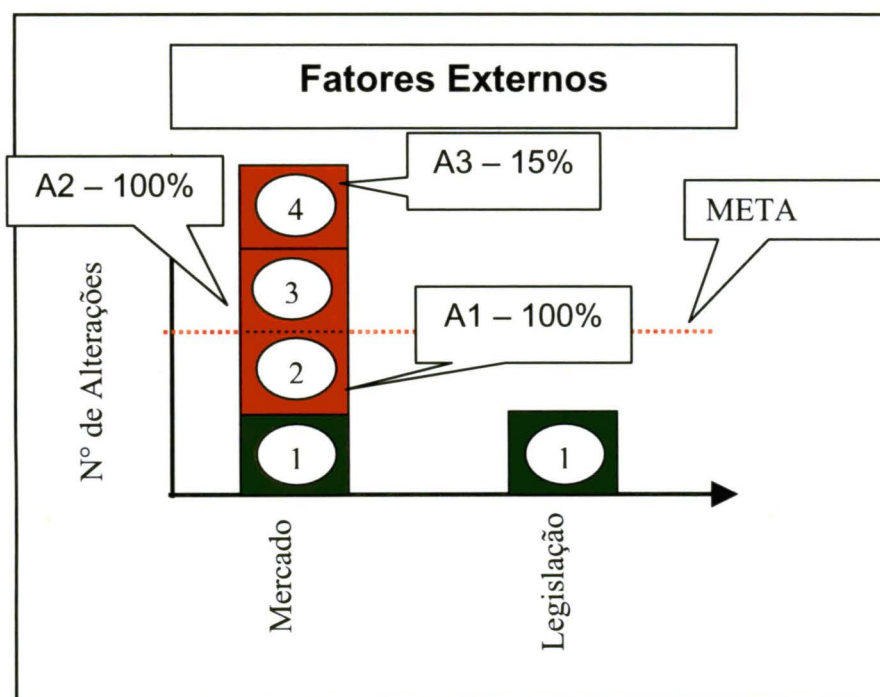 Fatores Externos
A2 – 100%
A3 – 15%
META
A1 – 100%
Nº de Alterações
4
3
2
1
1
Mercado
Legislação